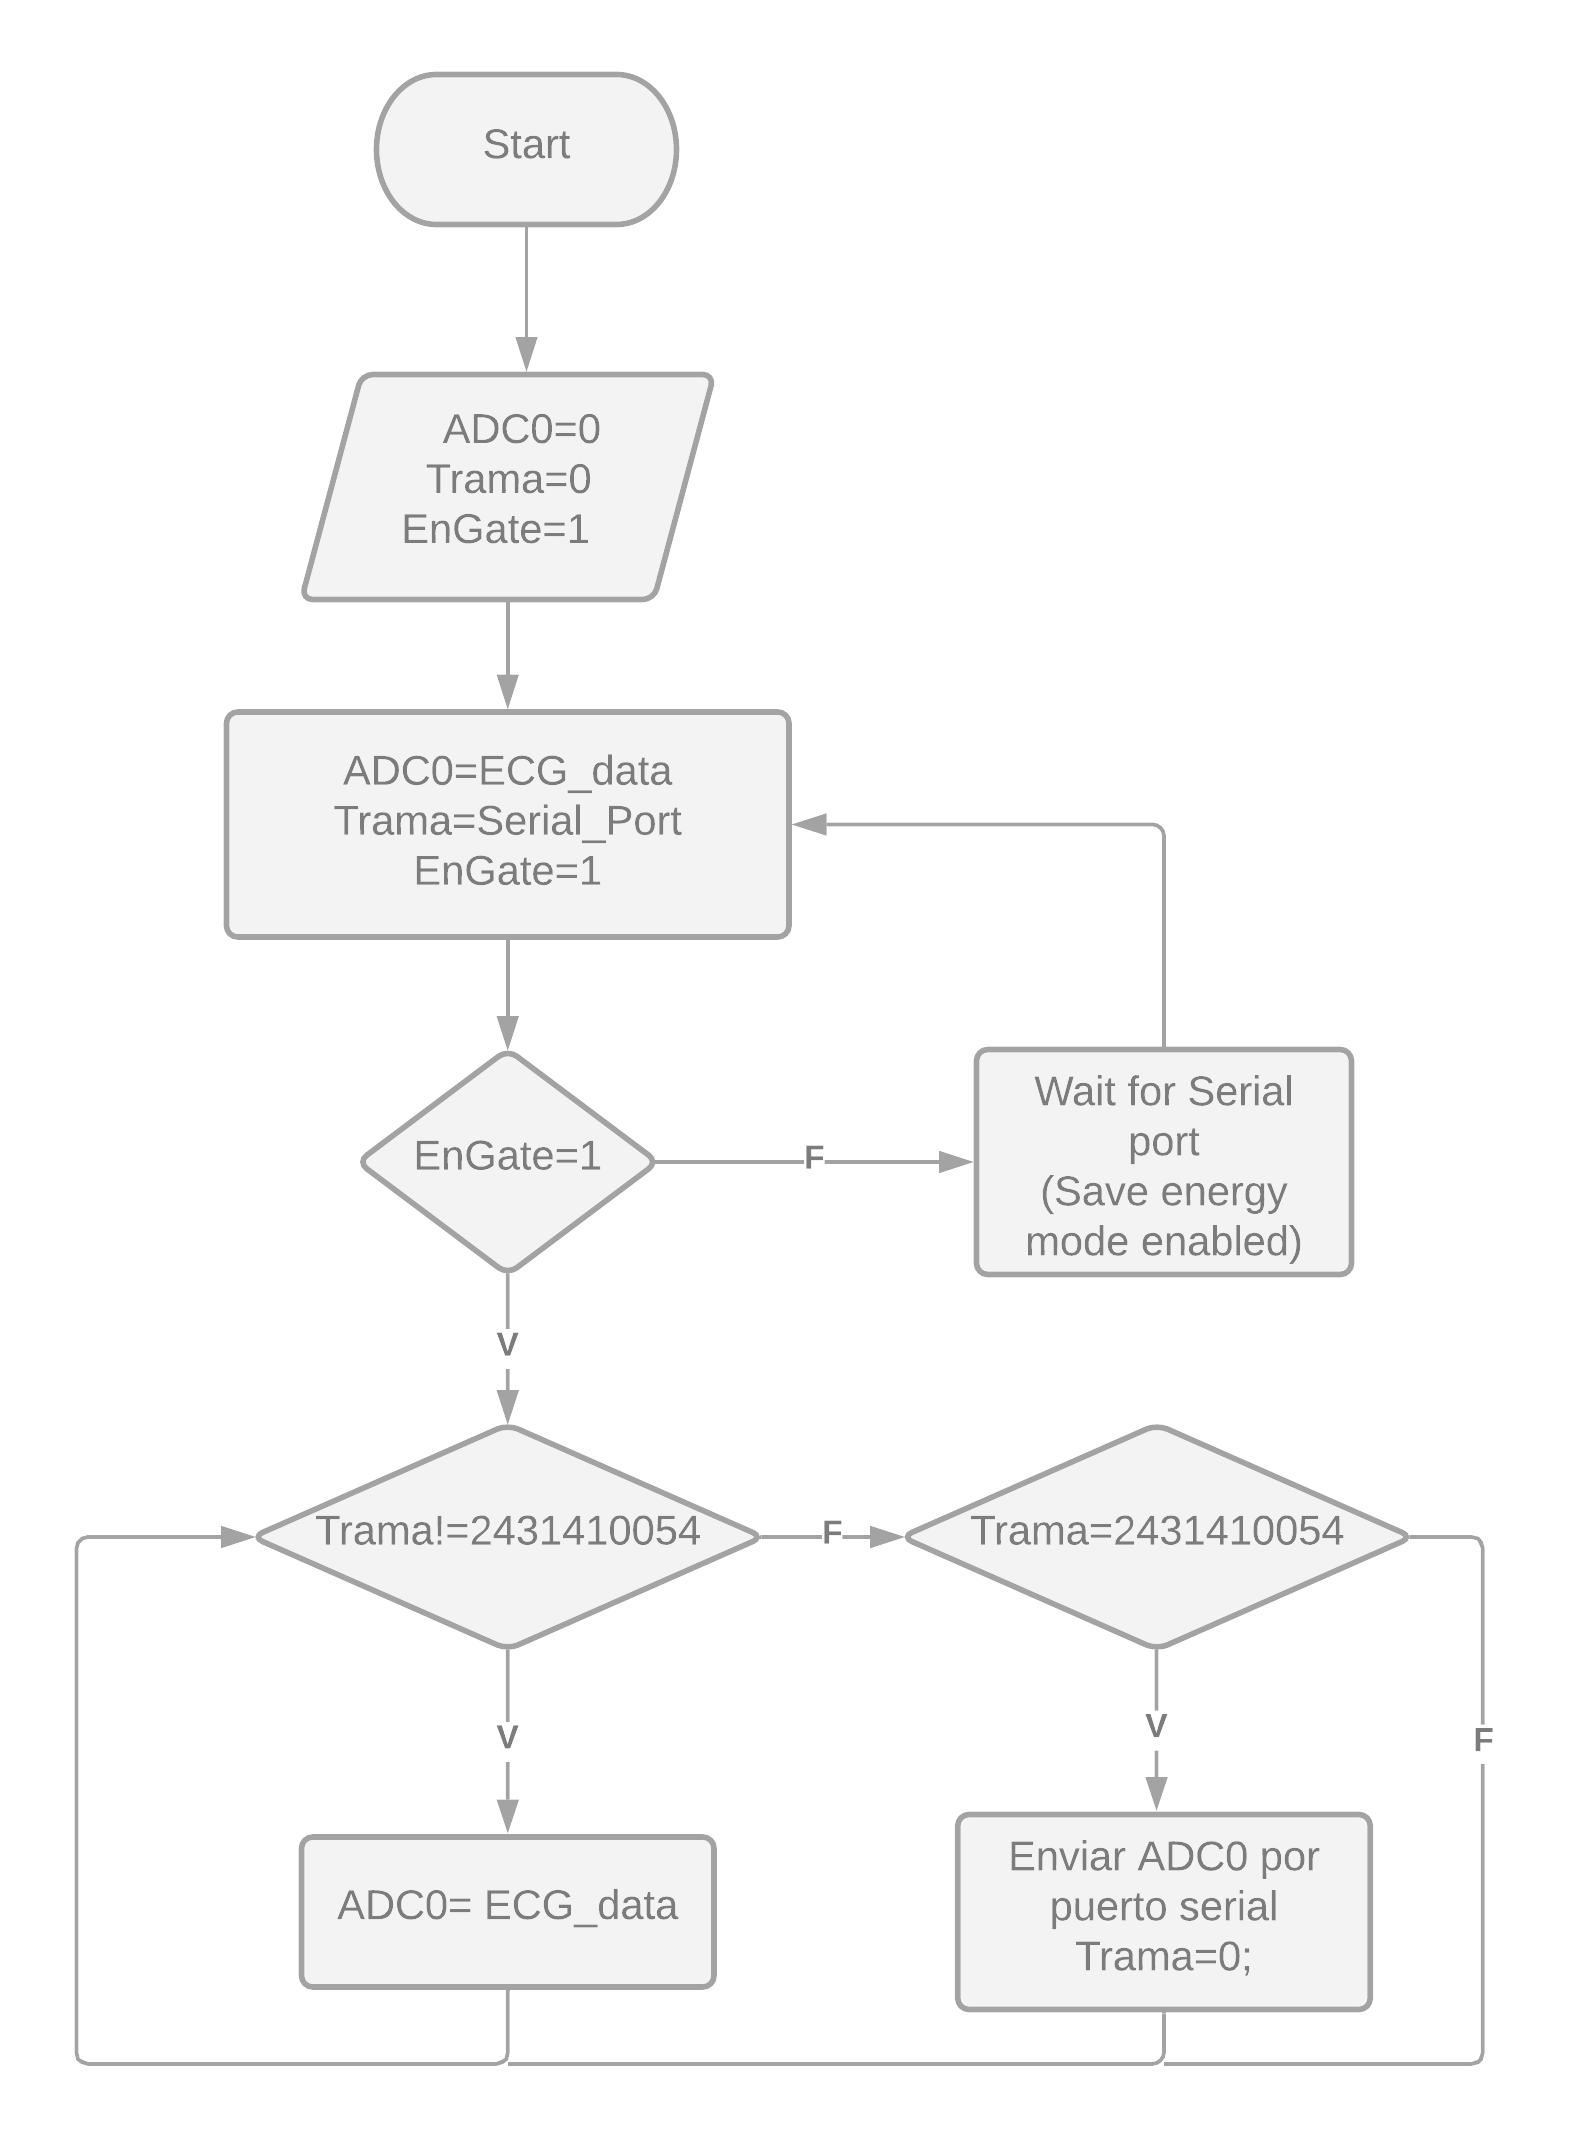 Start
ADC0=0
Trama=0
EnGate=1
ADC0=ECG_data
Trama=Serial_Port
EnGate=1
EnGate=1
F
Wait for Serial
port
(Save energy
mode enabled)
V
Trama!=2431410054
F
Trama=2431410054
V
V
F
ADC0= ECG_data
Enviar ADC0 por
puerto serial
Trama=0;